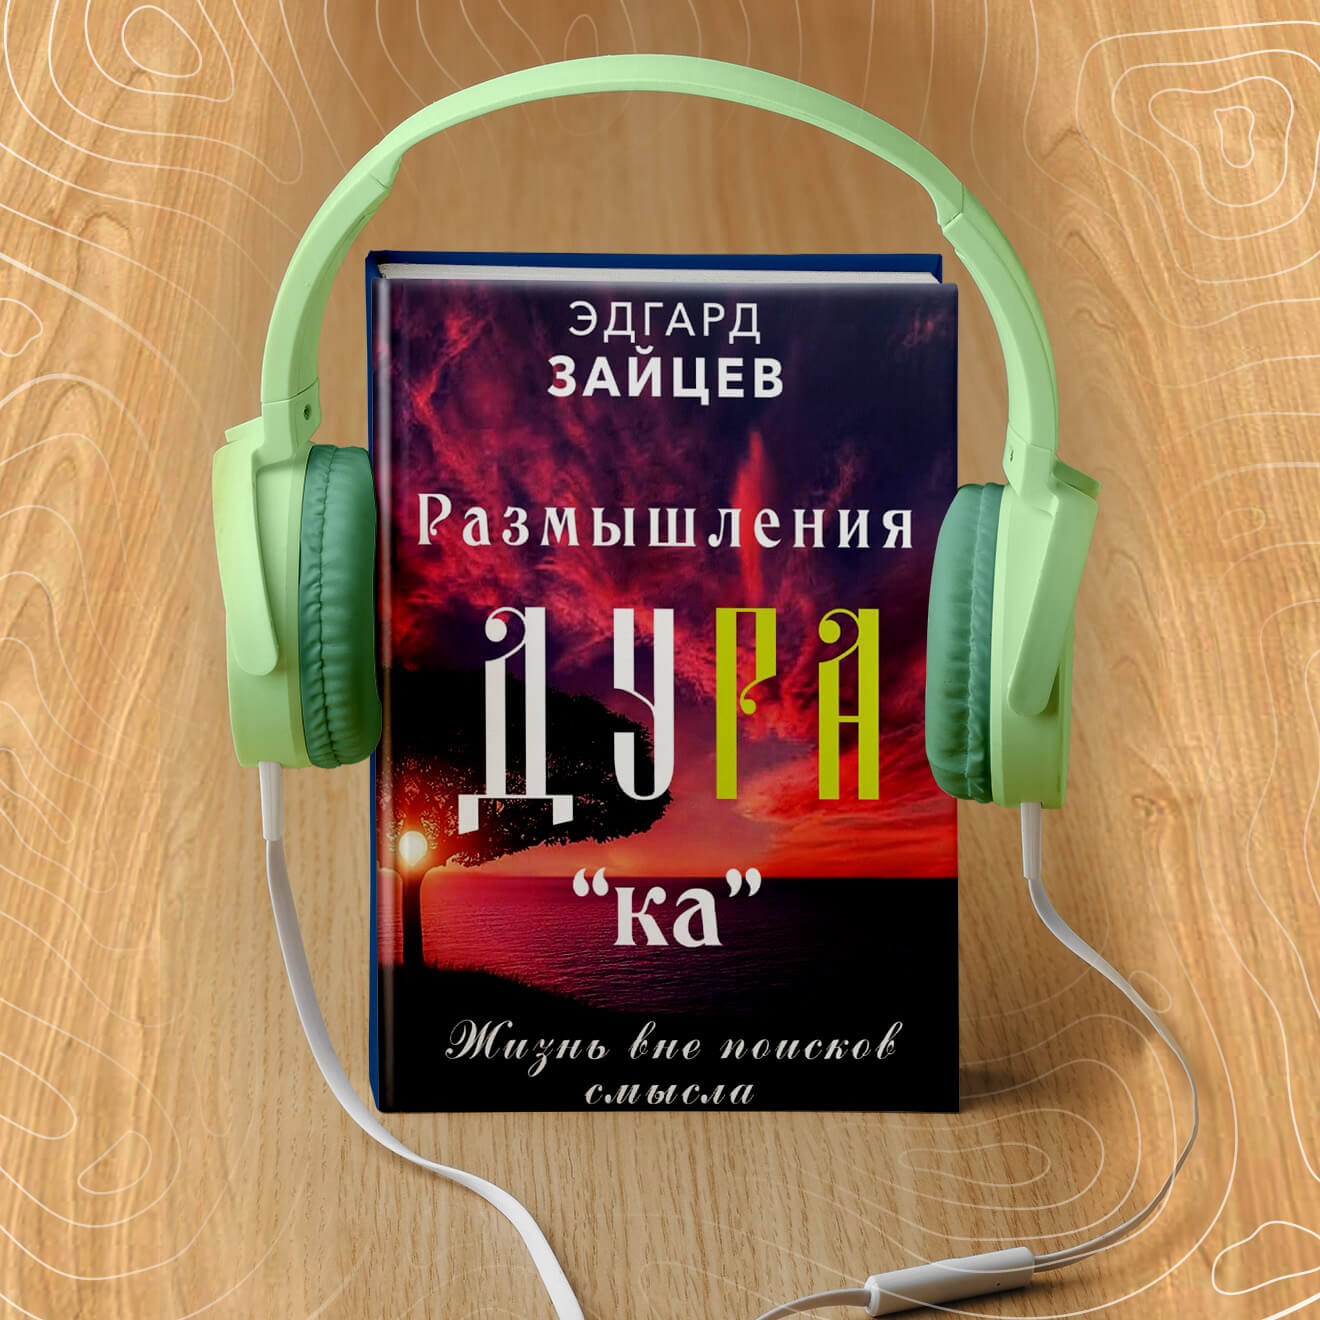 ЭДГАРД
ЗАЙЦЕВ
Размышления
ДУРА
“ка”
Жизнь вне поисков
смысла